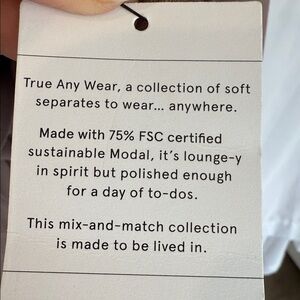 True Any Wear, a collection of soft
separates to wear... anywhere.
Made with 75% FSC certified
sustainable Modal, it's lounge-y
in spirit but polished enough
for a day of to-dos.
This mix-and-match collection
is made to be lived in.